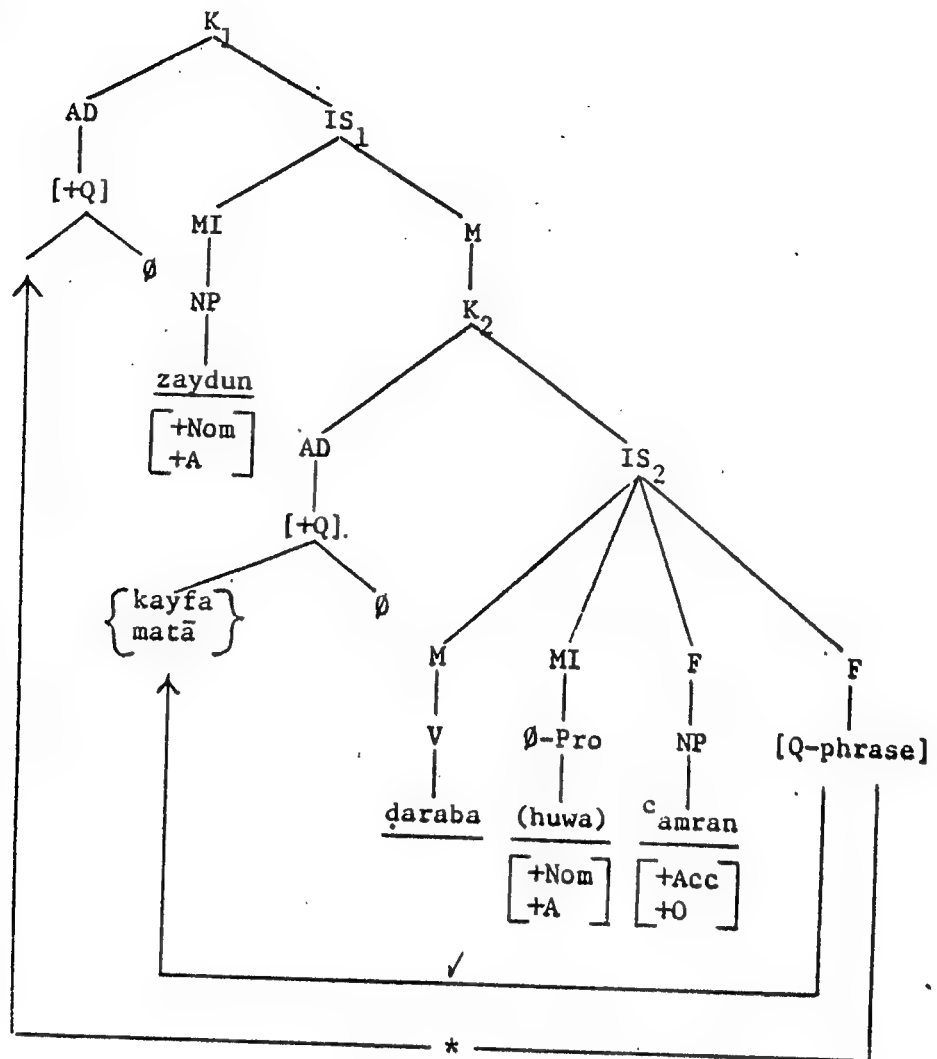 K1
AD IS1
[+Q] MI M
Ø NP K2
zaydun
[+Nom +A] AD IS2
[+Q].
{kayfa matā} Ø
M MI F F
V Ø-Pro NP [Q-phrase]
ḍaraba (huwa) ᶜamran
[+Nom +A] [+Acc +O]
✓
*